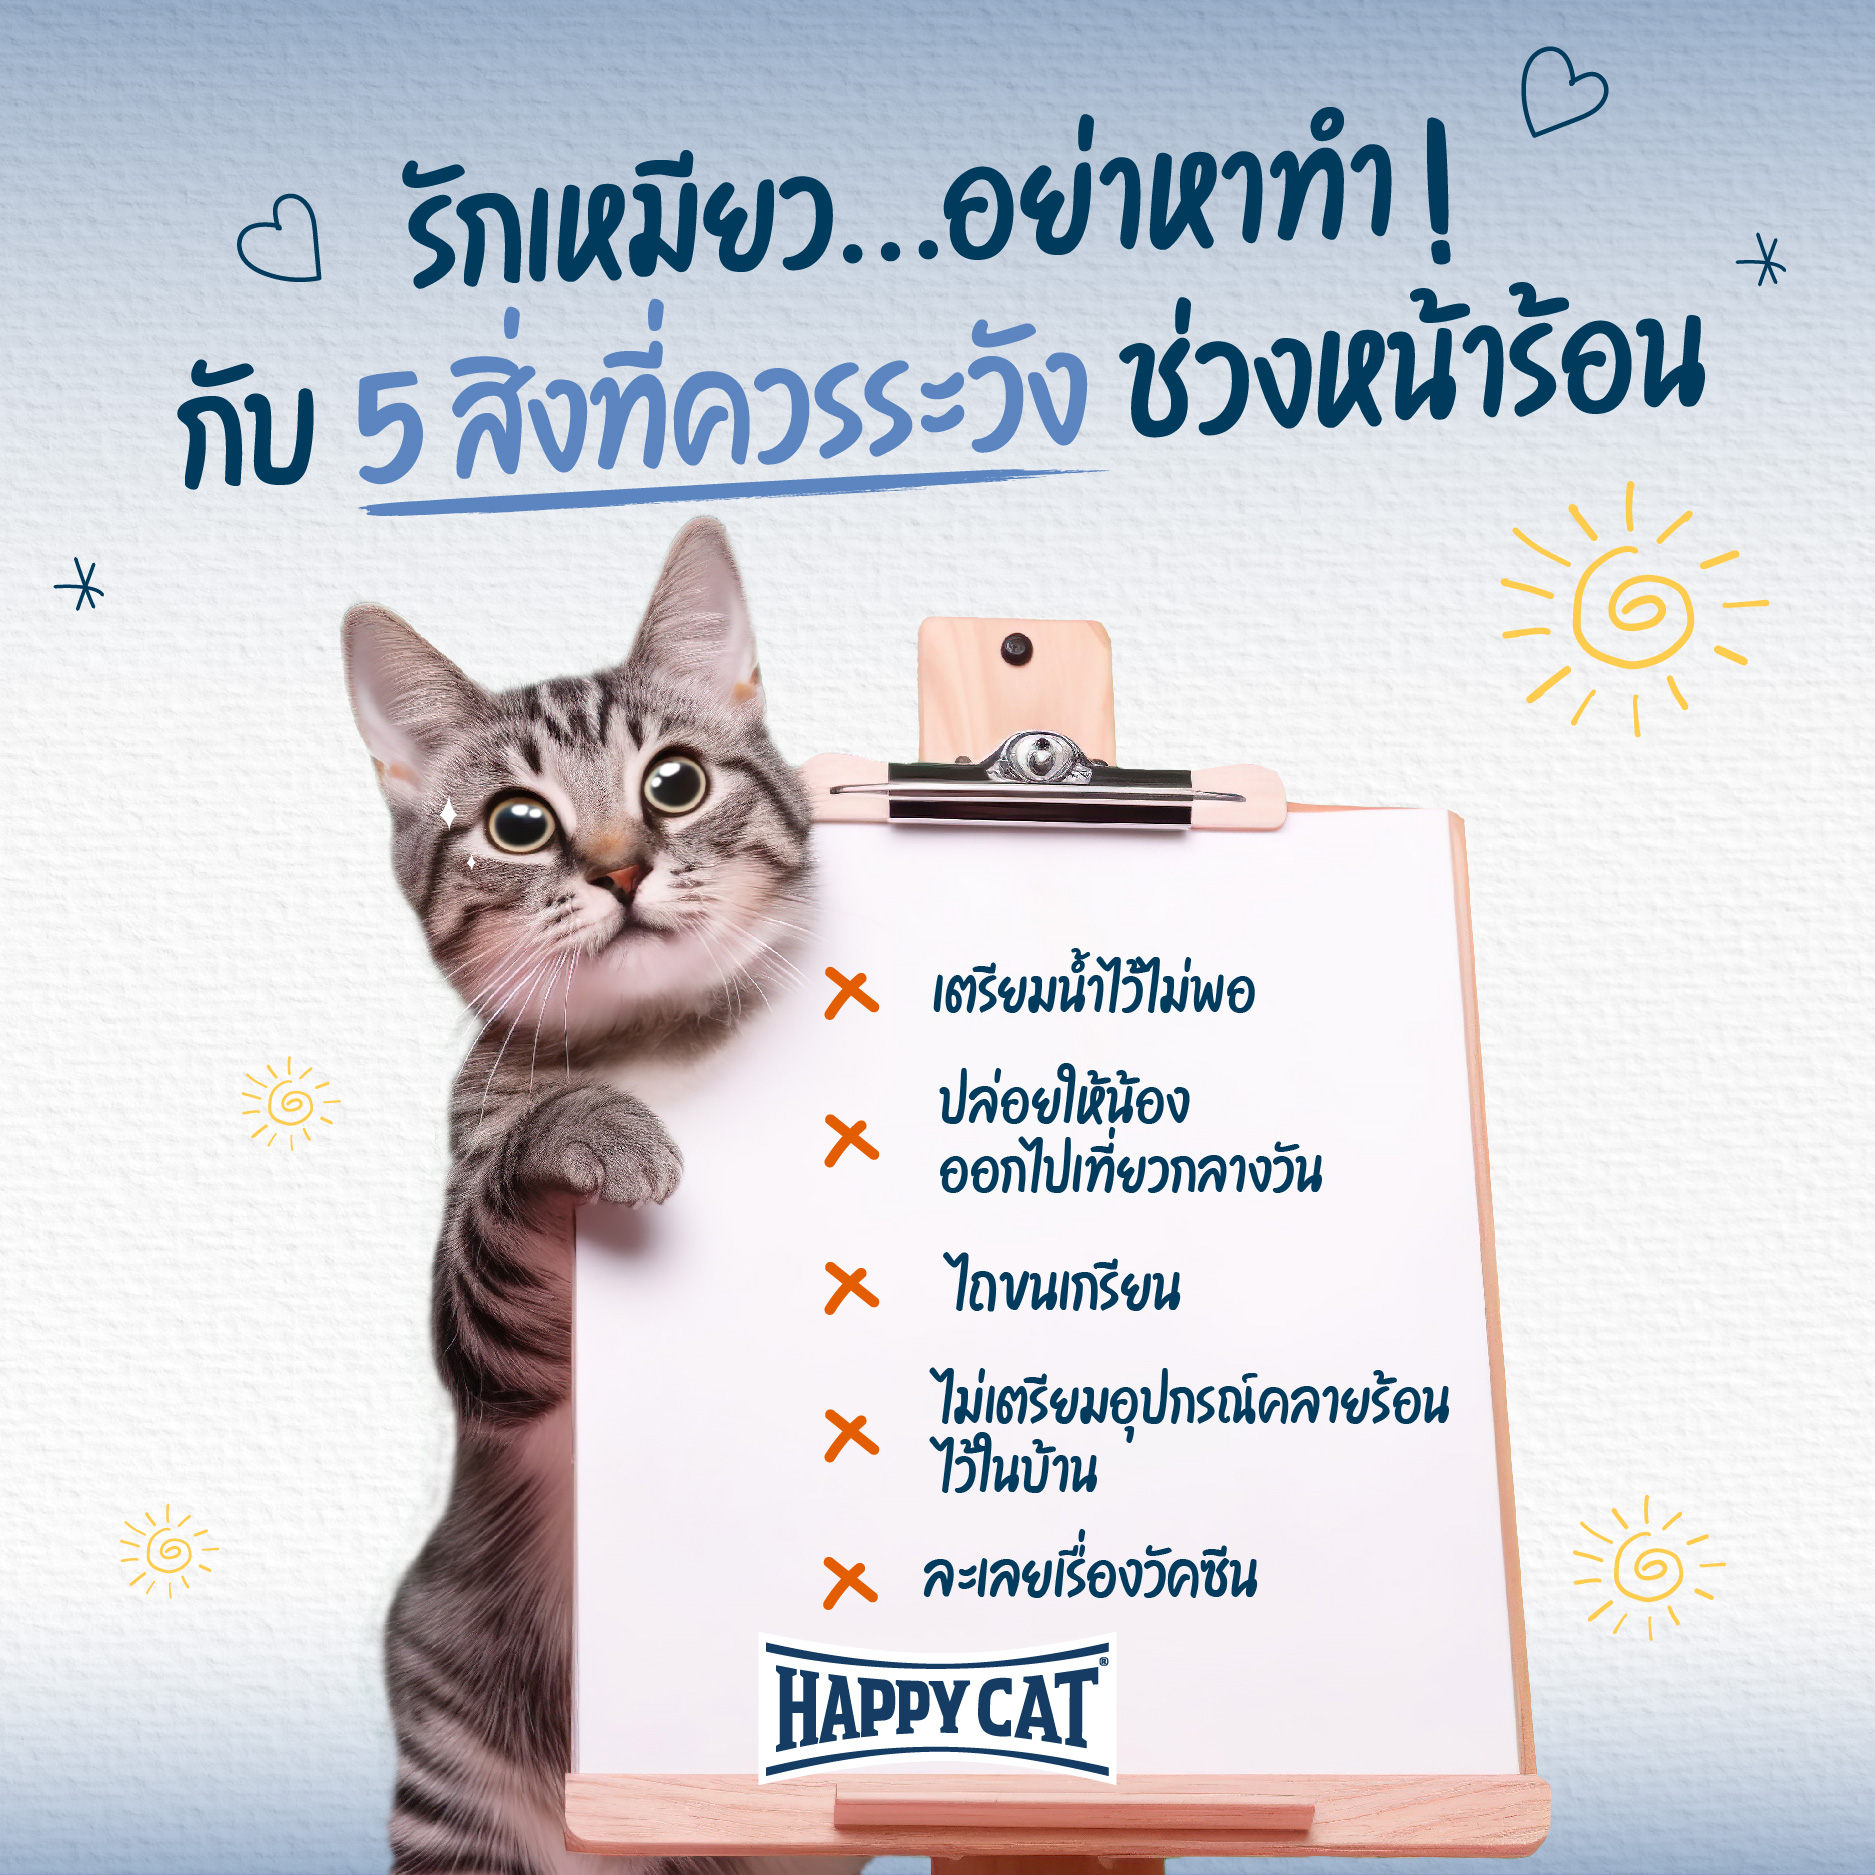 รักเหมียว...อย่าหาทำ !
กับ 5 สิ่งที่ควรระวัง ช่วงหน้าร้อน
เตรียมน้ำไว้ไม่พอ
ปล่อยให้น้อง
ออกไปเที่ยวกลางวัน
ไถขนเกรียน
ไม่เตรียมอุปกรณ์คลายร้อน
ไว้ในบ้าน
ละเลยเรื่องวัคซีน
HAPPY CAT®